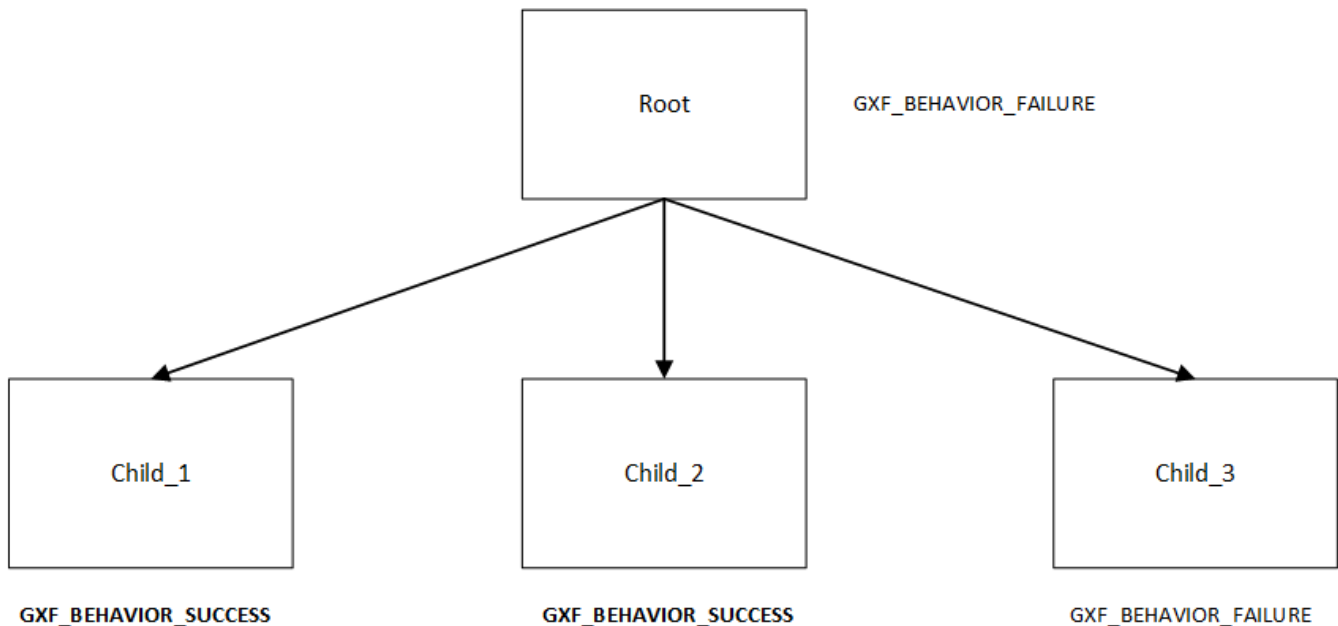 Root
GXF_BEHAVIOR_FAILURE
Child_1
Child_2
Child_3
GXF_BEHAVIOR_SUCCESS
GXF_BEHAVIOR_SUCCESS
GXF_BEHAVIOR_FAILURE